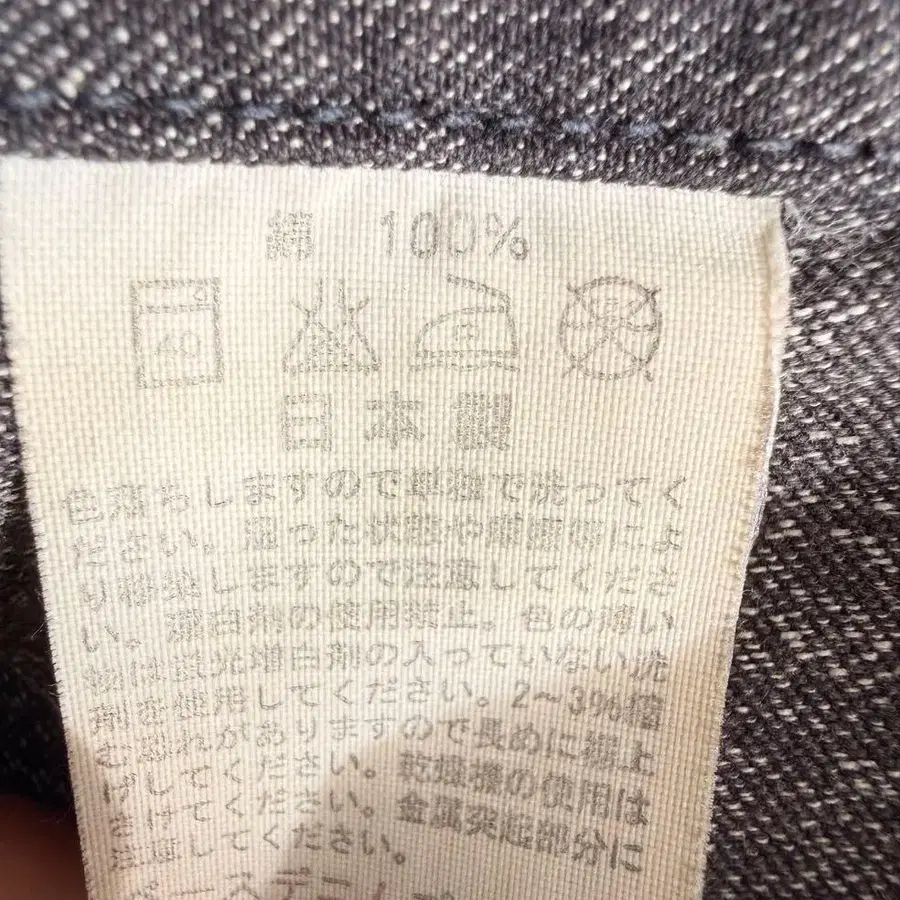 綿 100%
40
日本製
色落ちしますので単独で洗ってく
ださい。湿った状態や摩擦等によ
り移染しますので注意してくださ
い。漂白剤の使用禁止。色の薄い
物は蛍光増白剤の入っていない洗
剤を使用してください。2～3%縮
む恐れがありますので長めに裾上
げしてください。乾燥機の使用は
さけてください。金属突起部分に
注意してください。